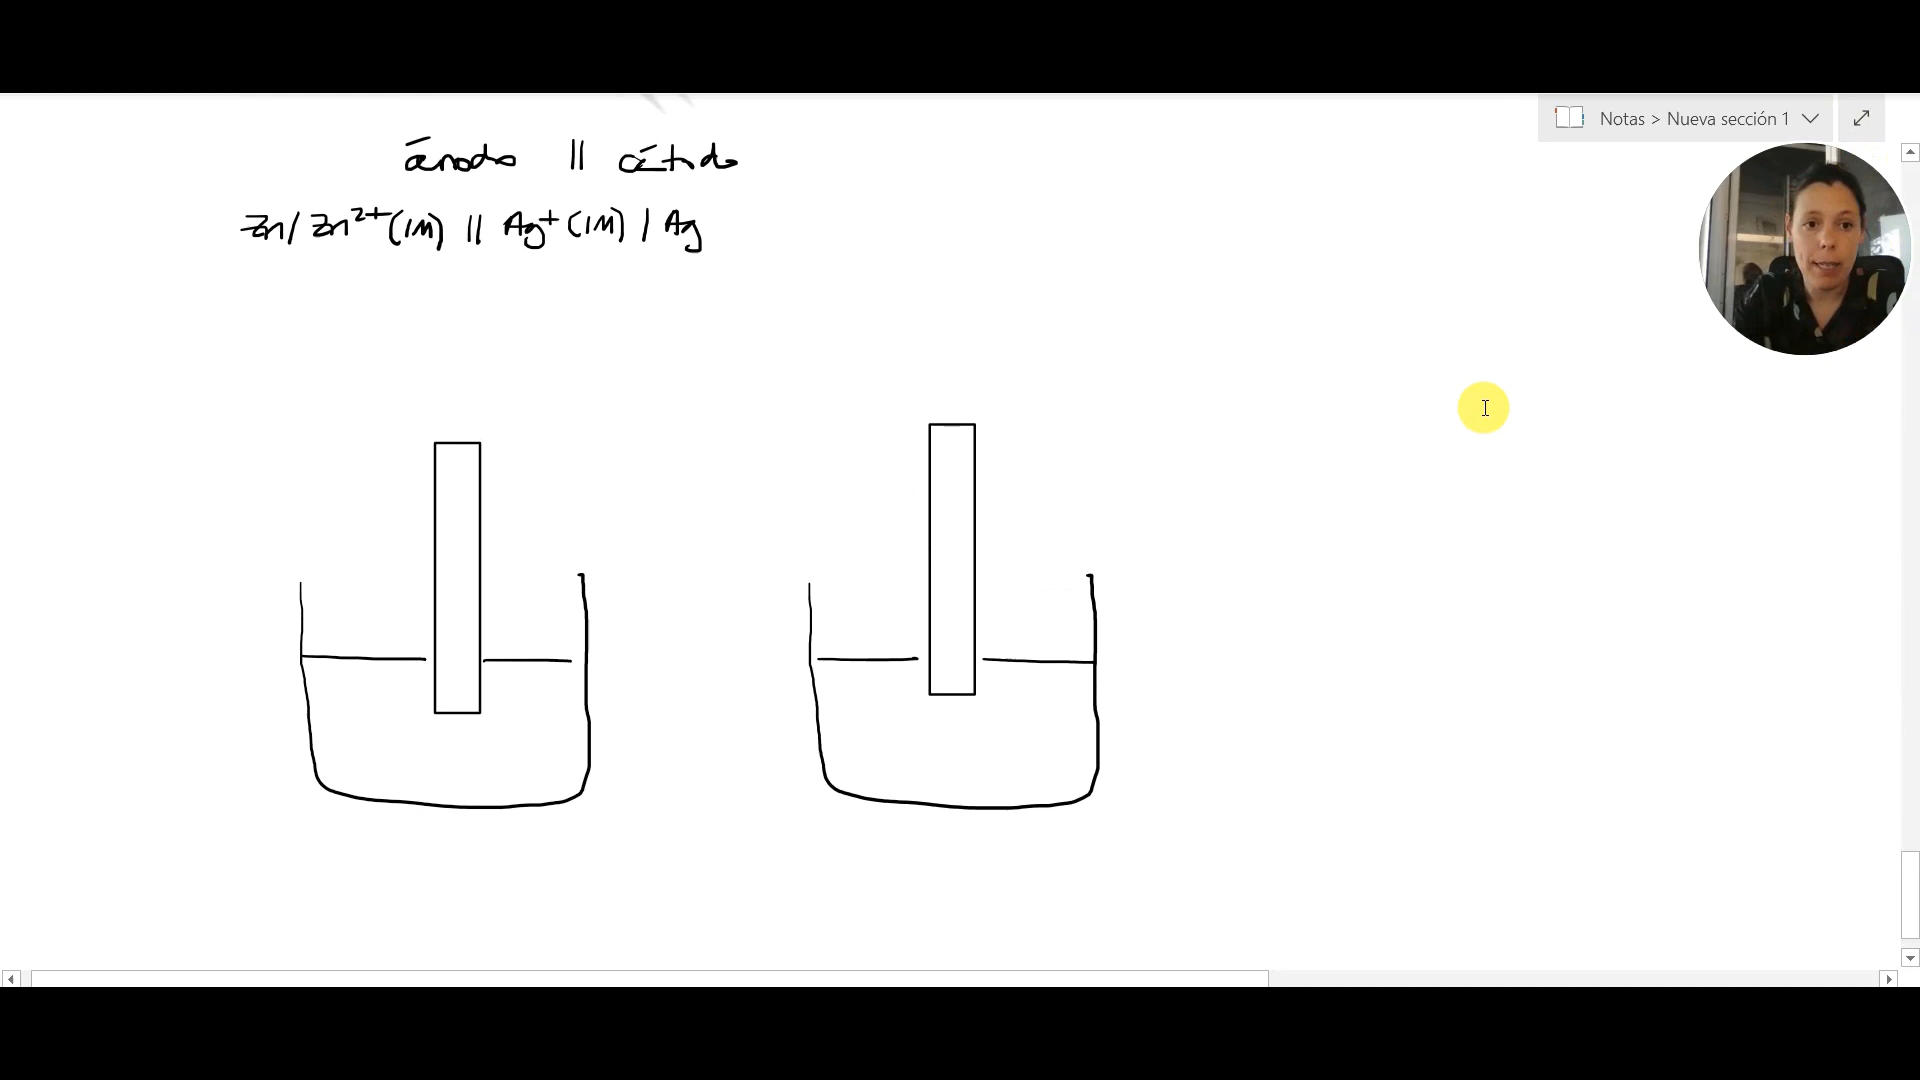 Notas > Nueva sección 1
ánodo || cátodo
Zn/ Zn²⁺(1M) || Ag⁺(1M) | Ag